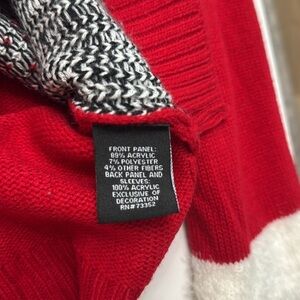 FRONT PANEL:
89% ACRYLIC
7% POLYESTER
4% OTHER FIBERS
BACK PANEL AND
SLEEVES:
100% ACRYLIC
EXCLUSIVE OF
DECORATION
RN#73352